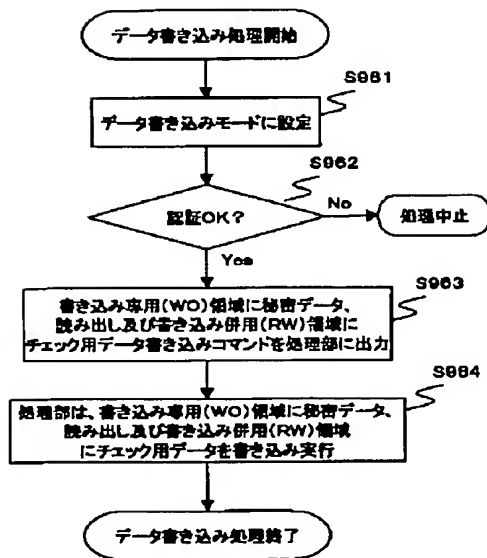 データ書き込み処理開始
S961
データ書き込みモードに設定
S962
認証OK?
No
処理中止
Yes
S963
書き込み専用(WO)領域に秘密データ、
読み出し及び書き込み併用(RW)領域に
チェック用データ書き込みコマンドを処理部に出力
S964
処理部は、書き込み専用(WO)領域に秘密データ、
読み出し及び書き込み併用(RW)領域
にチェック用データを書き込み実行
データ書き込み処理終了